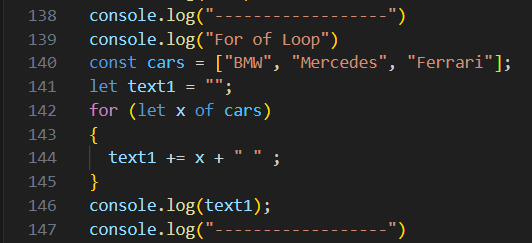 138 console.log("------------------")
139 console.log("For of Loop")
140 const cars = ["BMW", "Mercedes", "Ferrari"];
141 let text1 = "";
142 for (let x of cars)
143 {
144 text1 += x + " " ;
145 }
146 console.log(text1);
147 console.log("-------------------")